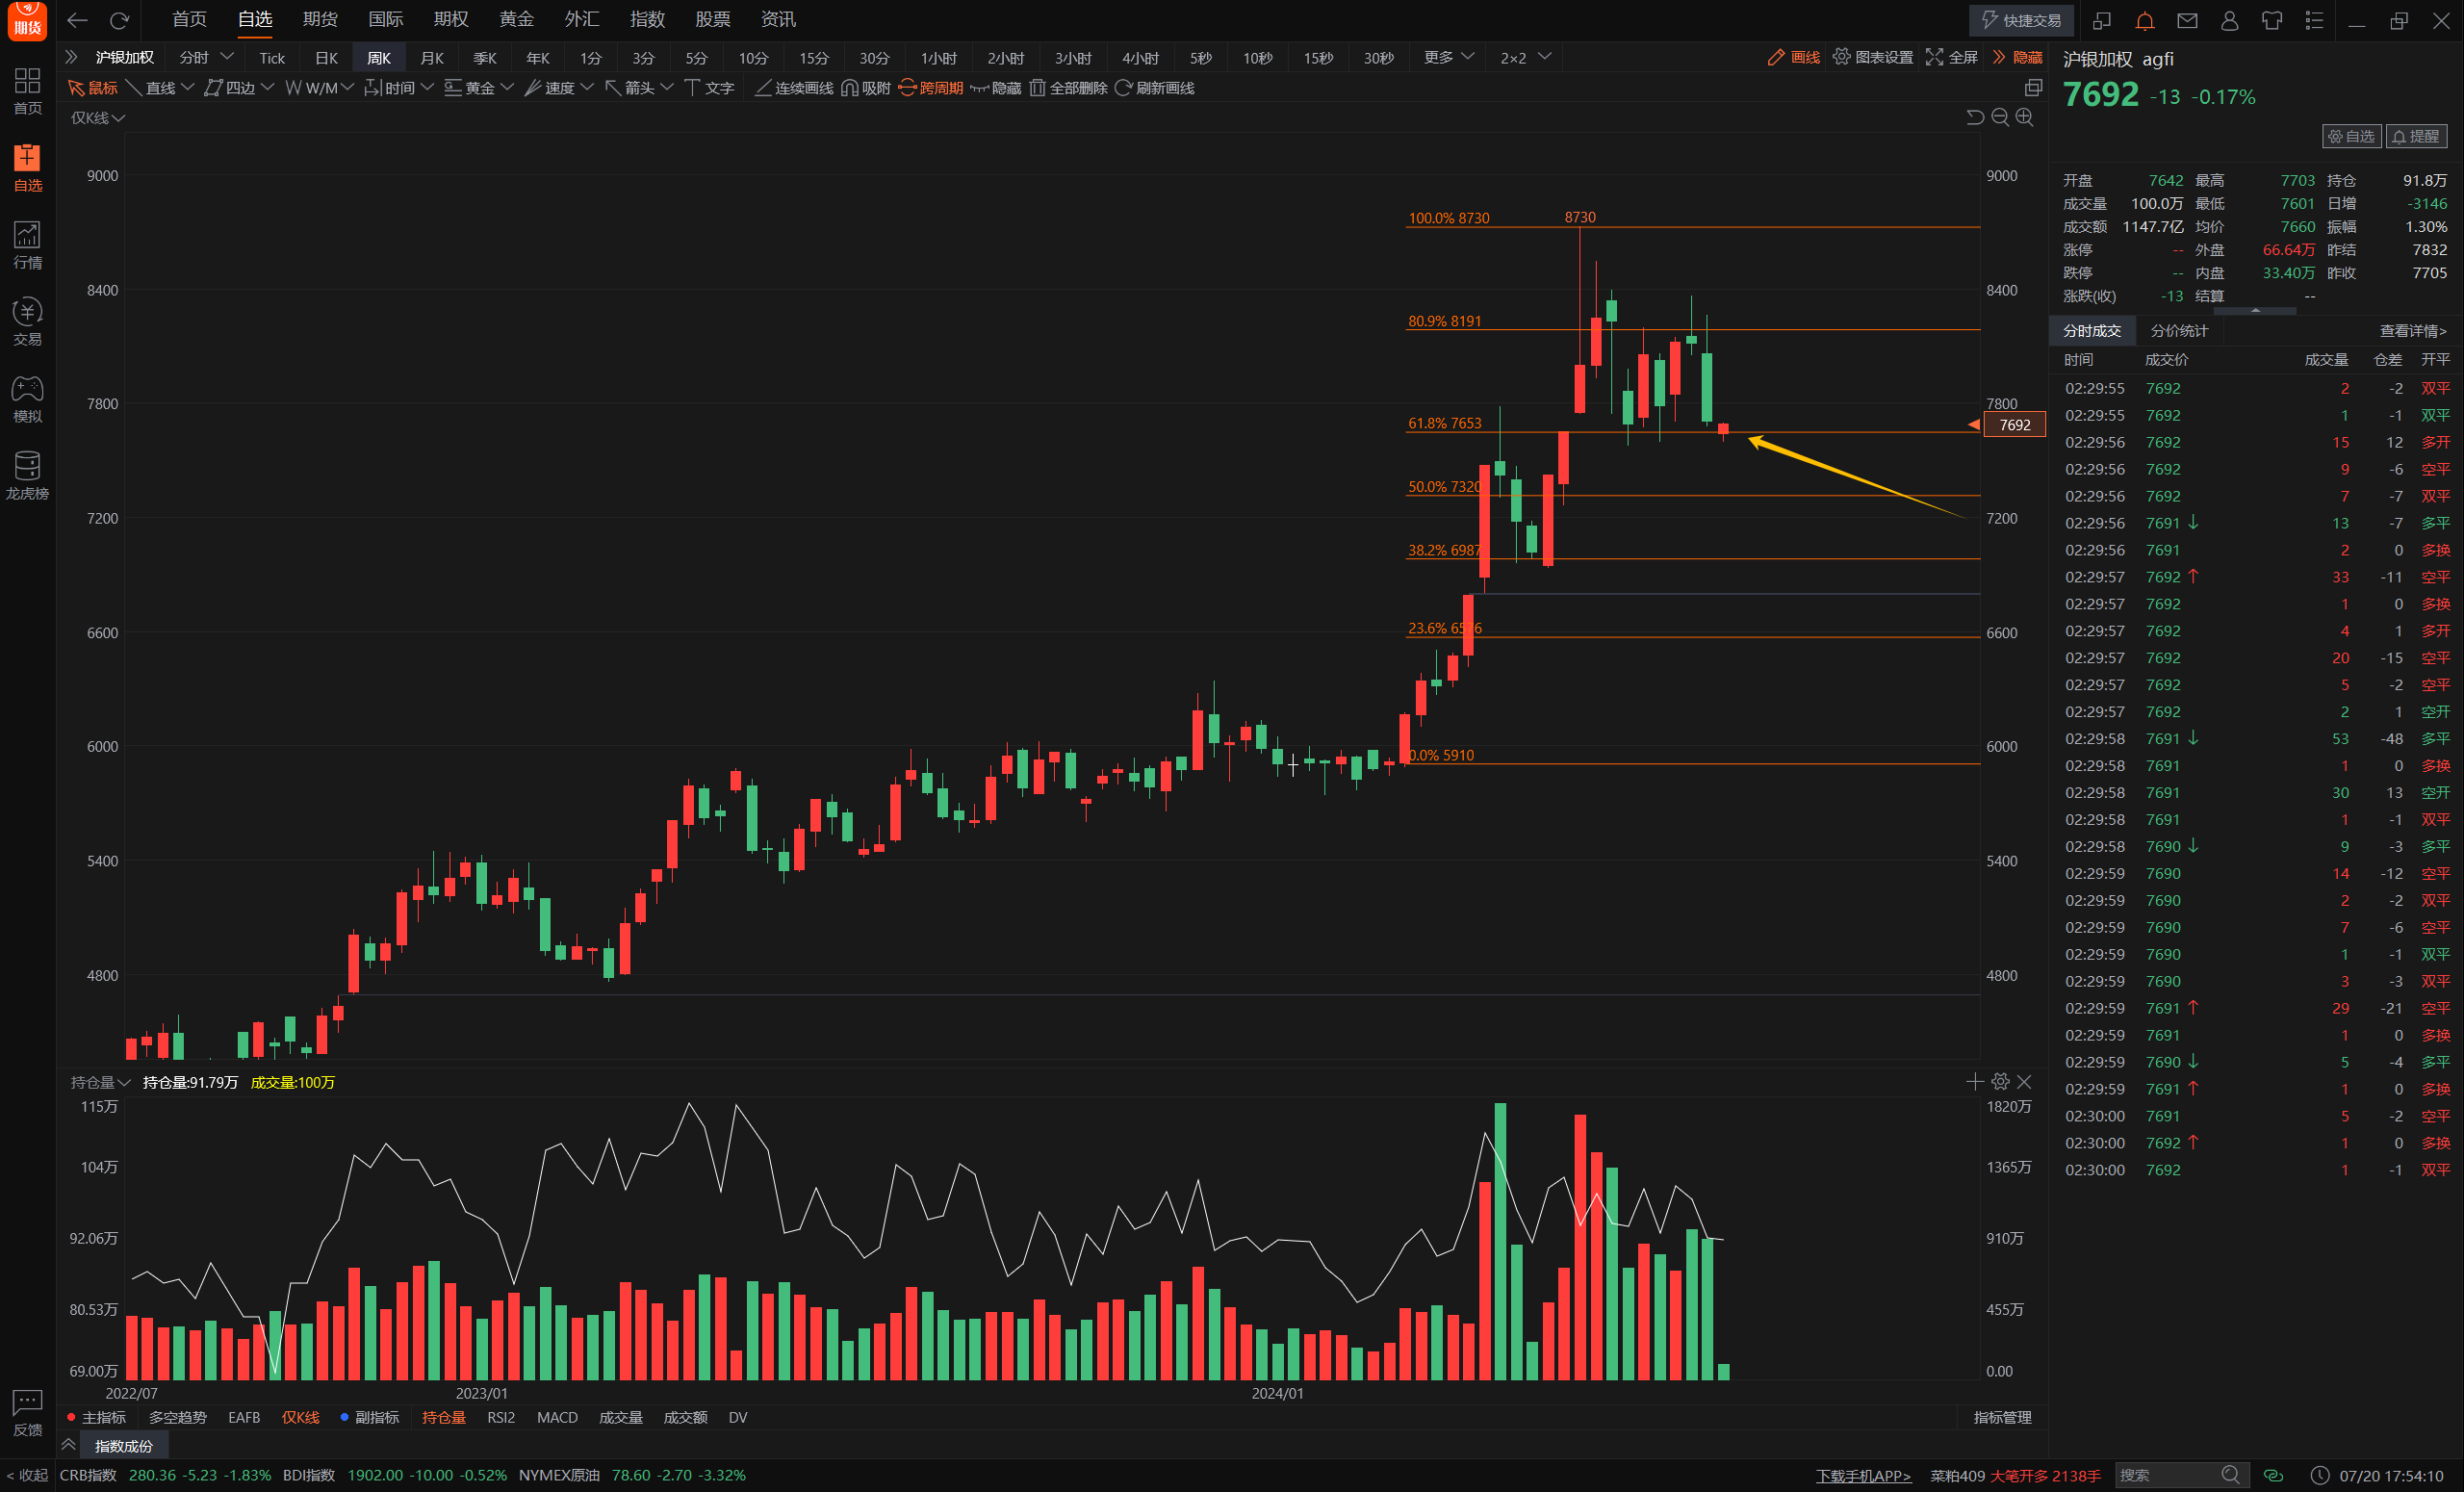 期货
首页 自选 期货 国际 期权 黄金 外汇 指数 股票 资讯
快捷交易
沪银加权 分时 Tick 日K 周K 月K 季K 年K 1分 3分 5分 10分 15分 30分 1小时 2小时 3小时 4小时 5秒 10秒 15秒 30秒 更多 2×2
画线 图表设置 全屏 隐藏
鼠标 直线 四边 W/M 时间 黄金 速度 箭头 文字 连续画线 吸附 跨周期 隐藏 全部删除 刷新画线
首页
自选
行情
交易
模拟
龙虎榜
反馈
仅K线
9000
8400
7800
7200
6600
6000
5400
4800
100.0% 8730
8730
80.9% 8191
61.8% 7653
50.0% 7320
38.2% 6987
23.6% 65 6
0.0% 5910
9000
8400
7800
7692
7200
6600
6000
5400
4800
持仓量 持仓量:91.79万 成交量:100万
115万
104万
92.06万
80.53万
69.00万
1820万
1365万
910万
455万
0.00
2022/07 2023/01 2024/01
主指标 多空趋势 EAFB 仅K线 副指标 持仓量 RSI2 MACD 成交量 成交额 DV
指标管理
指数成份
沪银加权 agfi
7692 -13 -0.17%
自选 提醒
开盘 7642 最高 7703 持仓 91.8万
成交量 100.0万 最低 7601 日增 -3146
成交额 1147.7亿 均价 7660 振幅 1.30%
涨停 -- 外盘 66.64万 昨结 7832
跌停 -- 内盘 33.40万 昨收 7705
涨跌(收) -13 结算 --
分时成交 分价统计 查看详情>
时间 成交价 成交量 仓差 开平
02:29:55 7692 2 -2 双平
02:29:55 7692 1 -1 双平
02:29:56 7692 15 12 多开
02:29:56 7692 9 -6 空平
02:29:56 7692 7 -7 双平
02:29:56 7691 ↓ 13 -7 多平
02:29:56 7691 2 0 多换
02:29:57 7692 ↑ 33 -11 空平
02:29:57 7692 1 0 多换
02:29:57 7692 4 1 多开
02:29:57 7692 20 -15 空平
02:29:57 7692 5 -2 空平
02:29:57 7692 2 1 空开
02:29:58 7691 ↓ 53 -48 多平
02:29:58 7691 1 0 多换
02:29:58 7691 30 13 空开
02:29:58 7691 1 -1 双平
02:29:58 7690 ↓ 9 -3 多平
02:29:59 7690 14 -12 空平
02:29:59 7690 2 -2 双平
02:29:59 7690 7 -6 空平
02:29:59 7690 1 -1 双平
02:29:59 7690 3 -3 双平
02:29:59 7691 ↑ 29 -21 空平
02:29:59 7691 1 0 多换
02:29:59 7690 ↓ 5 -4 多平
02:29:59 7691 ↑ 1 0 多换
02:30:00 7691 5 -2 空平
02:30:00 7692 ↑ 1 0 多换
02:30:00 7692 1 -1 双平
< 收起 CRB指数 280.36 -5.23 -1.83% BDI指数 1902.00 -10.00 -0.52% NYMEX原油 78.60 -2.70 -3.32%
下载手机APP> 菜粕409 大笔开多 2138手 搜索 07/20 17:54:10